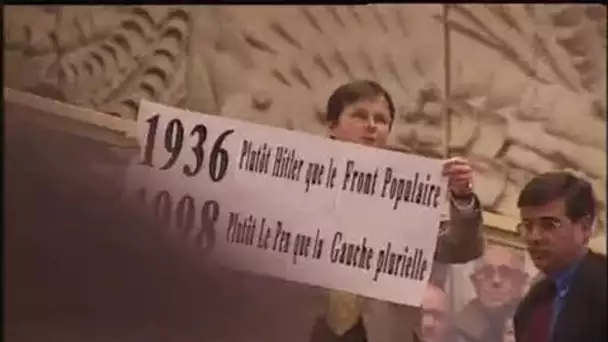 1936 Plutôt Hitler que le Front Populaire
1998 Plutôt Le Pen que la Gauche plurielle